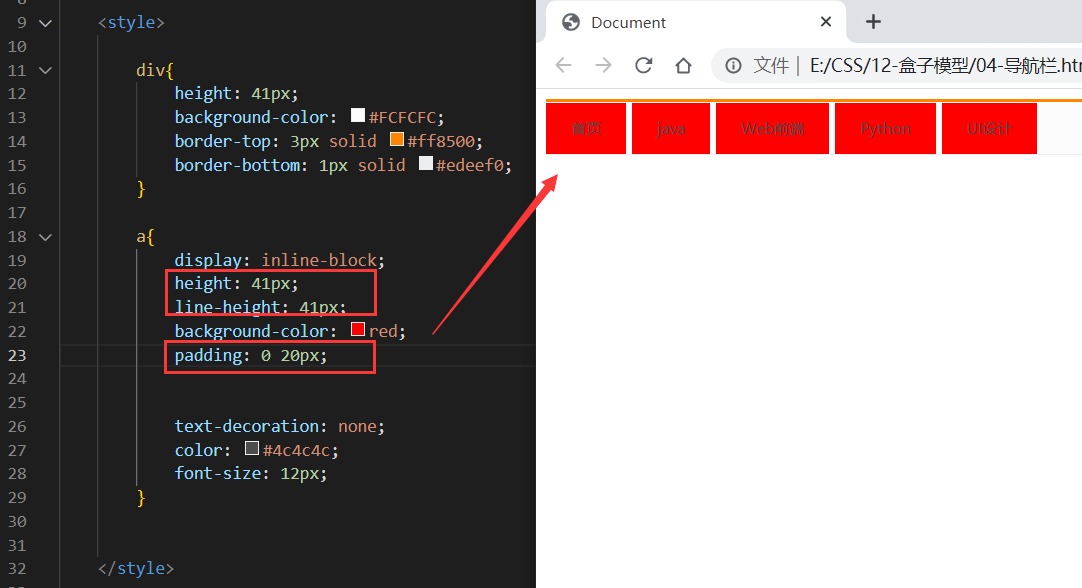 9 <style>
10
11 div{
12 height: 41px;
13 background-color: #FCFCFC;
14 border-top: 3px solid #ff8500;
15 border-bottom: 1px solid #edeef0;
16 }
17
18 a{
19 display: inline-block;
20 height: 41px;
21 line-height: 41px;
22 background-color: red;
23 padding: 0 20px;
24
25
26 text-decoration: none;
27 color: #4c4c4c;
28 font-size: 12px;
29 }
30
31
32 </style>
Document
文件 | E:/CSS/12-盒子模型/04-导航栏.htm
首页 java Web前端 Python UI设计